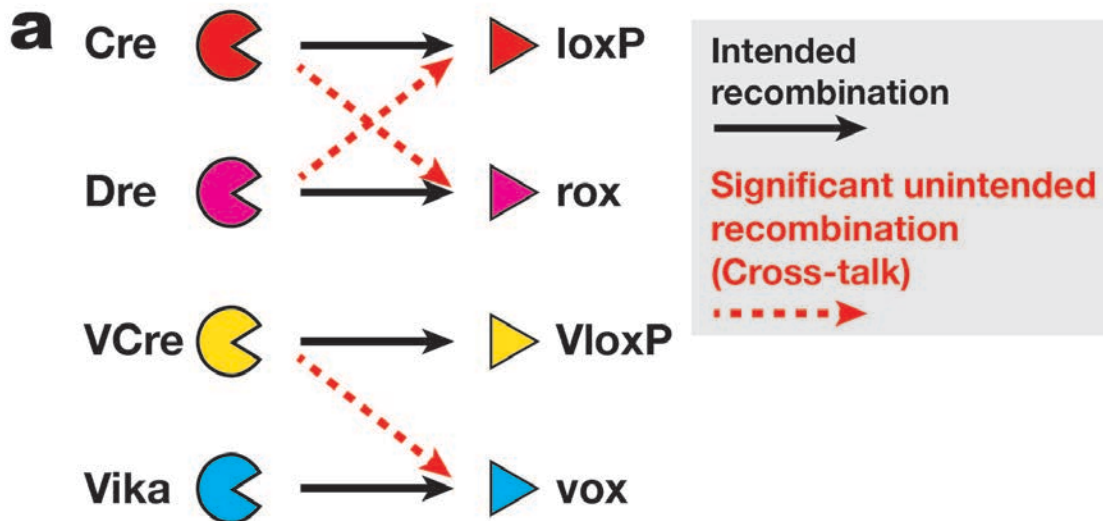 a
Cre
loxP
Dre
rox
VCre
VloxP
Vika
vox
Intended
recombination
Significant unintended
recombination
(Cross-talk)